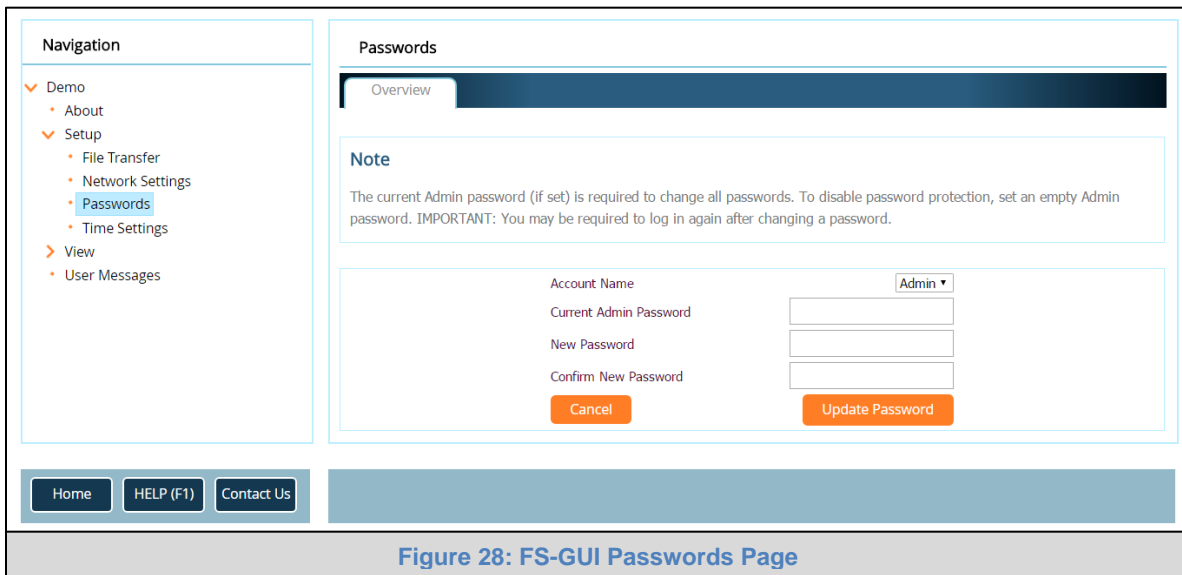 Navigation
Demo
About
Setup
File Transfer
Network Settings
Passwords
Time Settings
View
User Messages
Passwords
Overview
Note
The current Admin password (if set) is required to change all passwords. To disable password protection, set an empty Admin
password. IMPORTANT: You may be required to log in again after changing a password.
Account Name
Admin
Current Admin Password
New Password
Confirm New Password
Cancel
Update Password
Home
HELP (F1)
Contact Us
Figure 28: FS-GUI Passwords Page